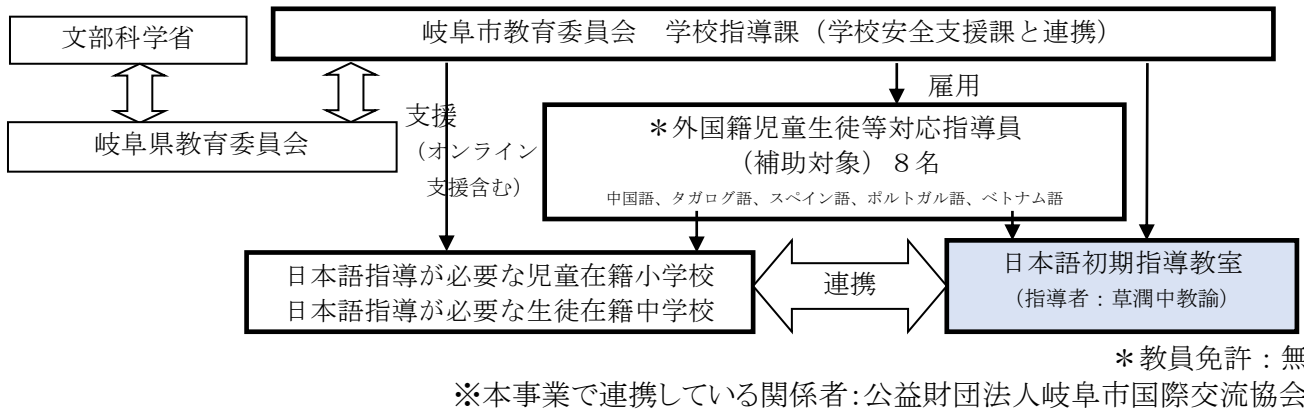 文部科学省
岐阜市教育委員会 学校指導課(学校安全支援課と連携)
雇用
岐阜県教育委員会
支援
(オンライン
支援含む)
*外国籍児童生徒等対応指導員
(補助対象)8名
中国語、タガログ語、スペイン語、ポルトガル語、ベトナム語
日本語指導が必要な児童在籍小学校
日本語指導が必要な生徒在籍中学校
連携
日本語初期指導教室
(指導者:草潤中教諭)
*教員免許:無
※本事業で連携している関係者:公益財団法人岐阜市国際交流協会